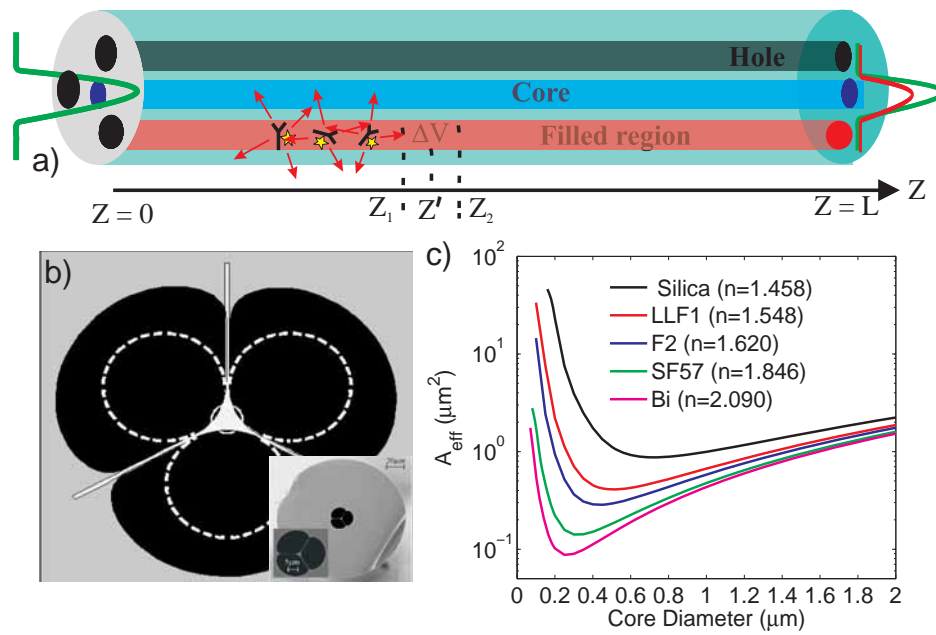 Hole
Core
ΔV
Filled region
a)
Z = 0
Z₁
Z′
Z₂
Z = L
Z
b)
5μm
c)
Silica (n=1.458)
LLF1 (n=1.548)
F2 (n=1.620)
SF57 (n=1.846)
Bi (n=2.090)
A_eff (μm²)
10²
10¹
10⁰
10⁻¹
0 0.2 0.4 0.6 0.8 1 1.2 1.4 1.6 1.8 2
Core Diameter (μm)